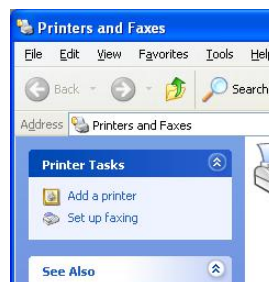 Printers and Faxes
File Edit View Favorites Tools Help
Back Search
Address Printers and Faxes
Printer Tasks
Add a printer
Set up faxing
See Also